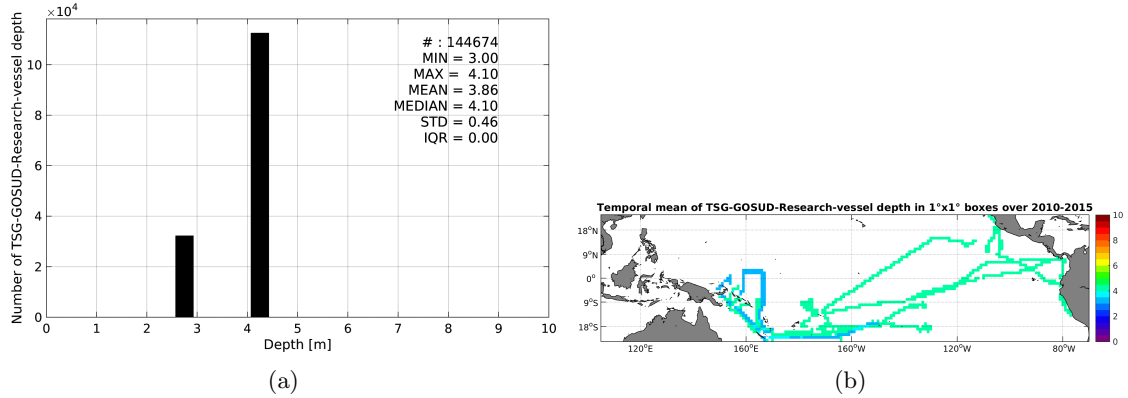 ×10⁴
Number of TSG-GOSUD-Research-vessel depth
10
8
6
4
2
0
# : 144674
MIN = 3.00
MAX = 4.10
MEAN = 3.86
MEDIAN = 4.10
STD = 0.46
IQR = 0.00
0 1 2 3 4 5 6 7 8 9 10
Depth [m]
(a)
Temporal mean of TSG-GOSUD-Research-vessel depth in 1°x1° boxes over 2010-2015
18°N
9°N
0°
9°S
18°S
120°E 160°E 160°W 120°W 80°W
10
8
6
4
2
0
(b)